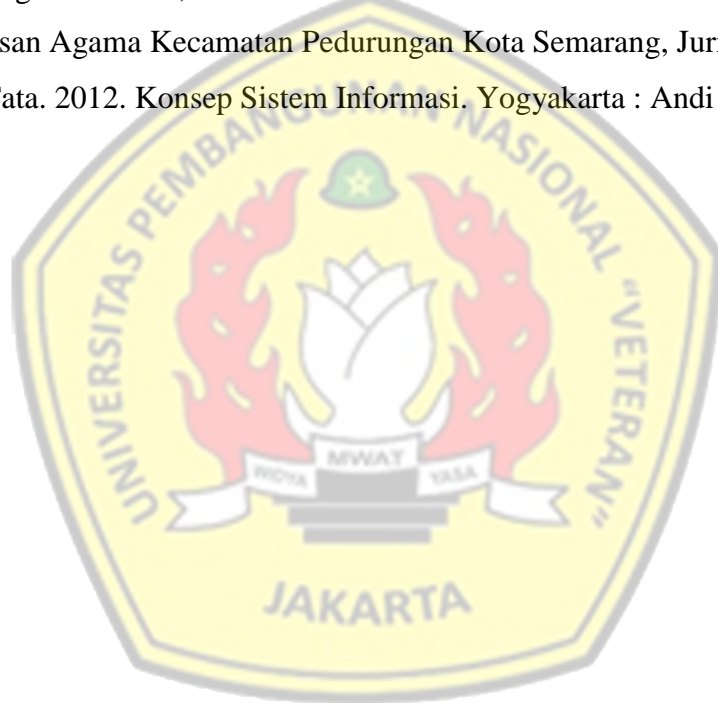 san Agama Kecamatan Pedurungan Kota Semarang, Jur
ata. 2012. Konsep Sistem Informasi. Yogyakarta : Andi
UNIVERSITAS PEMBANGUNAN NASIONAL "VETERAN"
WIDYA MWAT YASA
JAKARTA